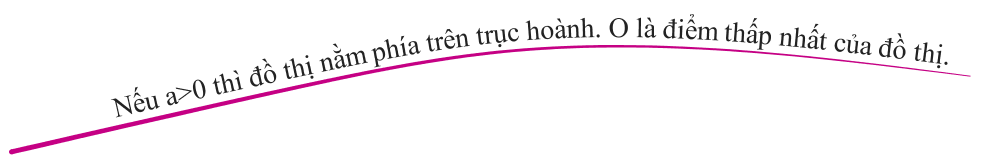 Nếu a>0 thì đồ thị nằm phía trên trục hoành. O là điểm thấp nhất của đồ thị.